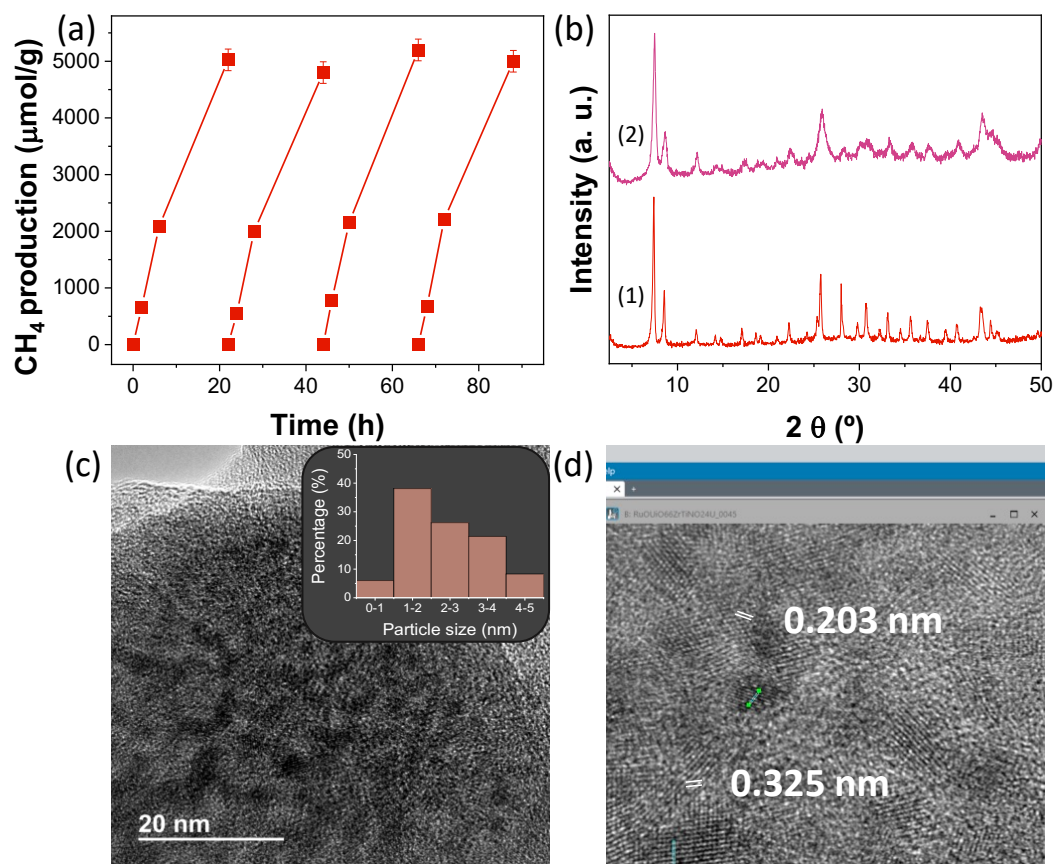 (a)
CH4 production (μmol/g)
5000
4000
3000
2000
1000
0
0 20 40 60 80
Time (h)
(b)
Intensity (a. u.)
(2)
(1)
10 20 30 40 50
2 θ (º)
(c)
Percentage (%)
50
40
30
20
10
0
0-1 1-2 2-3 3-4 4-5
Particle size (nm)
20 nm
(d)
elp
B: RuOUiO66ZrTiNO24U_0045
0.203 nm
0.325 nm